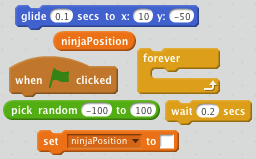 glide 0.1 secs to x: 10 y: -50
ninjaPosition
when clicked
forever
pick random -100 to 100
wait 0.2 secs
set ninjaPosition to